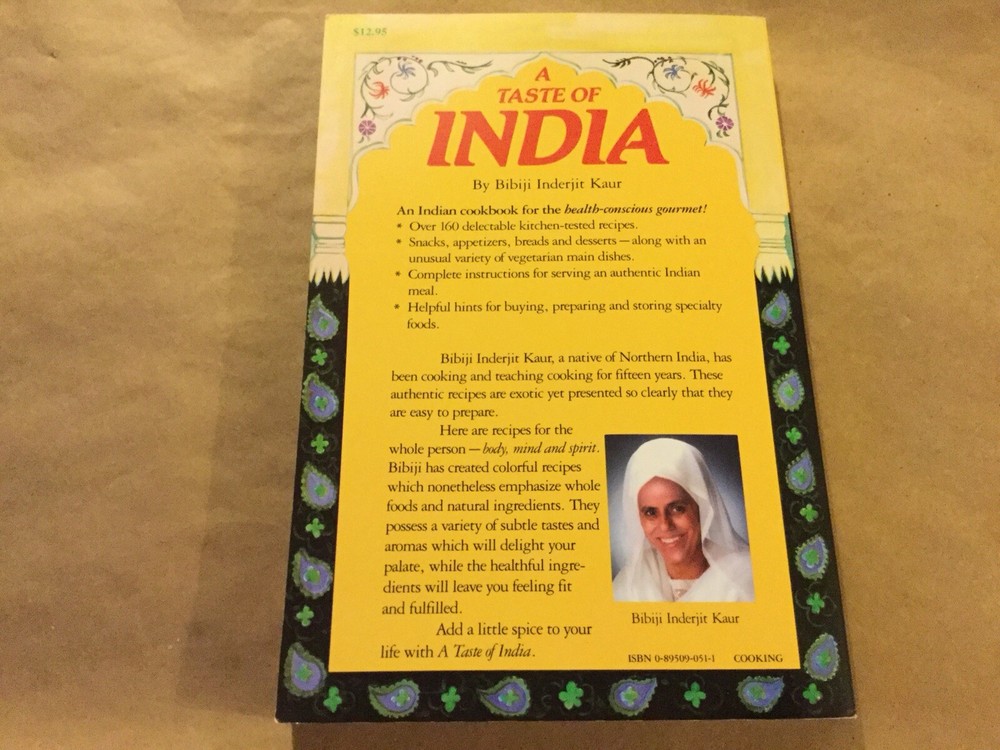 $12.95
A
TASTE OF
INDIA
By Bibiji Inderjit Kaur
An Indian cookbook for the health-conscious gourmet!
* Over 160 delectable kitchen-tested recipes.
* Snacks, appetizers, breads and desserts — along with an
unusual variety of vegetarian main dishes.
* Complete instructions for serving an authentic Indian
meal.
* Helpful hints for buying, preparing and storing specialty
foods.
Bibiji Inderjit Kaur, a native of Northern India, has
been cooking and teaching cooking for fifteen years. These
authentic recipes are exotic yet presented so clearly that they
are easy to prepare.
Here are recipes for the
whole person — body, mind and spirit.
Bibiji has created colorful recipes
which nonetheless emphasize whole
foods and natural ingredients. They
possess a variety of subtle tastes and
aromas which will delight your
palate, while the healthful ingre-
dients will leave you feeling fit
and fulfilled.
Add a little spice to your
life with A Taste of India.
Bibiji Inderjit Kaur
ISBN 0-89509-051-1 COOKING